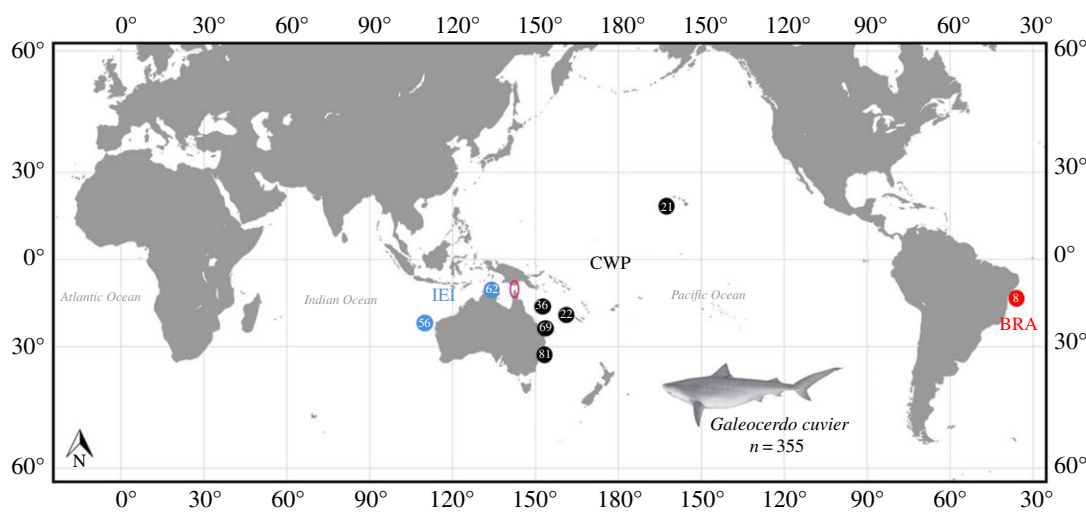 0° 30° 60° 90° 120° 150° 180° 150° 120° 90° 60° 30°
60° 60°
30° 30°
21
0° CWP 0°
Atlantic Ocean Indian Ocean IEI 62 Pacific Ocean 8
36
22
56 69 BRA
30° 81 30°
Galeocerdo cuvier
n = 355
N
60° 60°
0° 30° 60° 90° 120° 150° 180° 150° 120° 90° 60° 30°